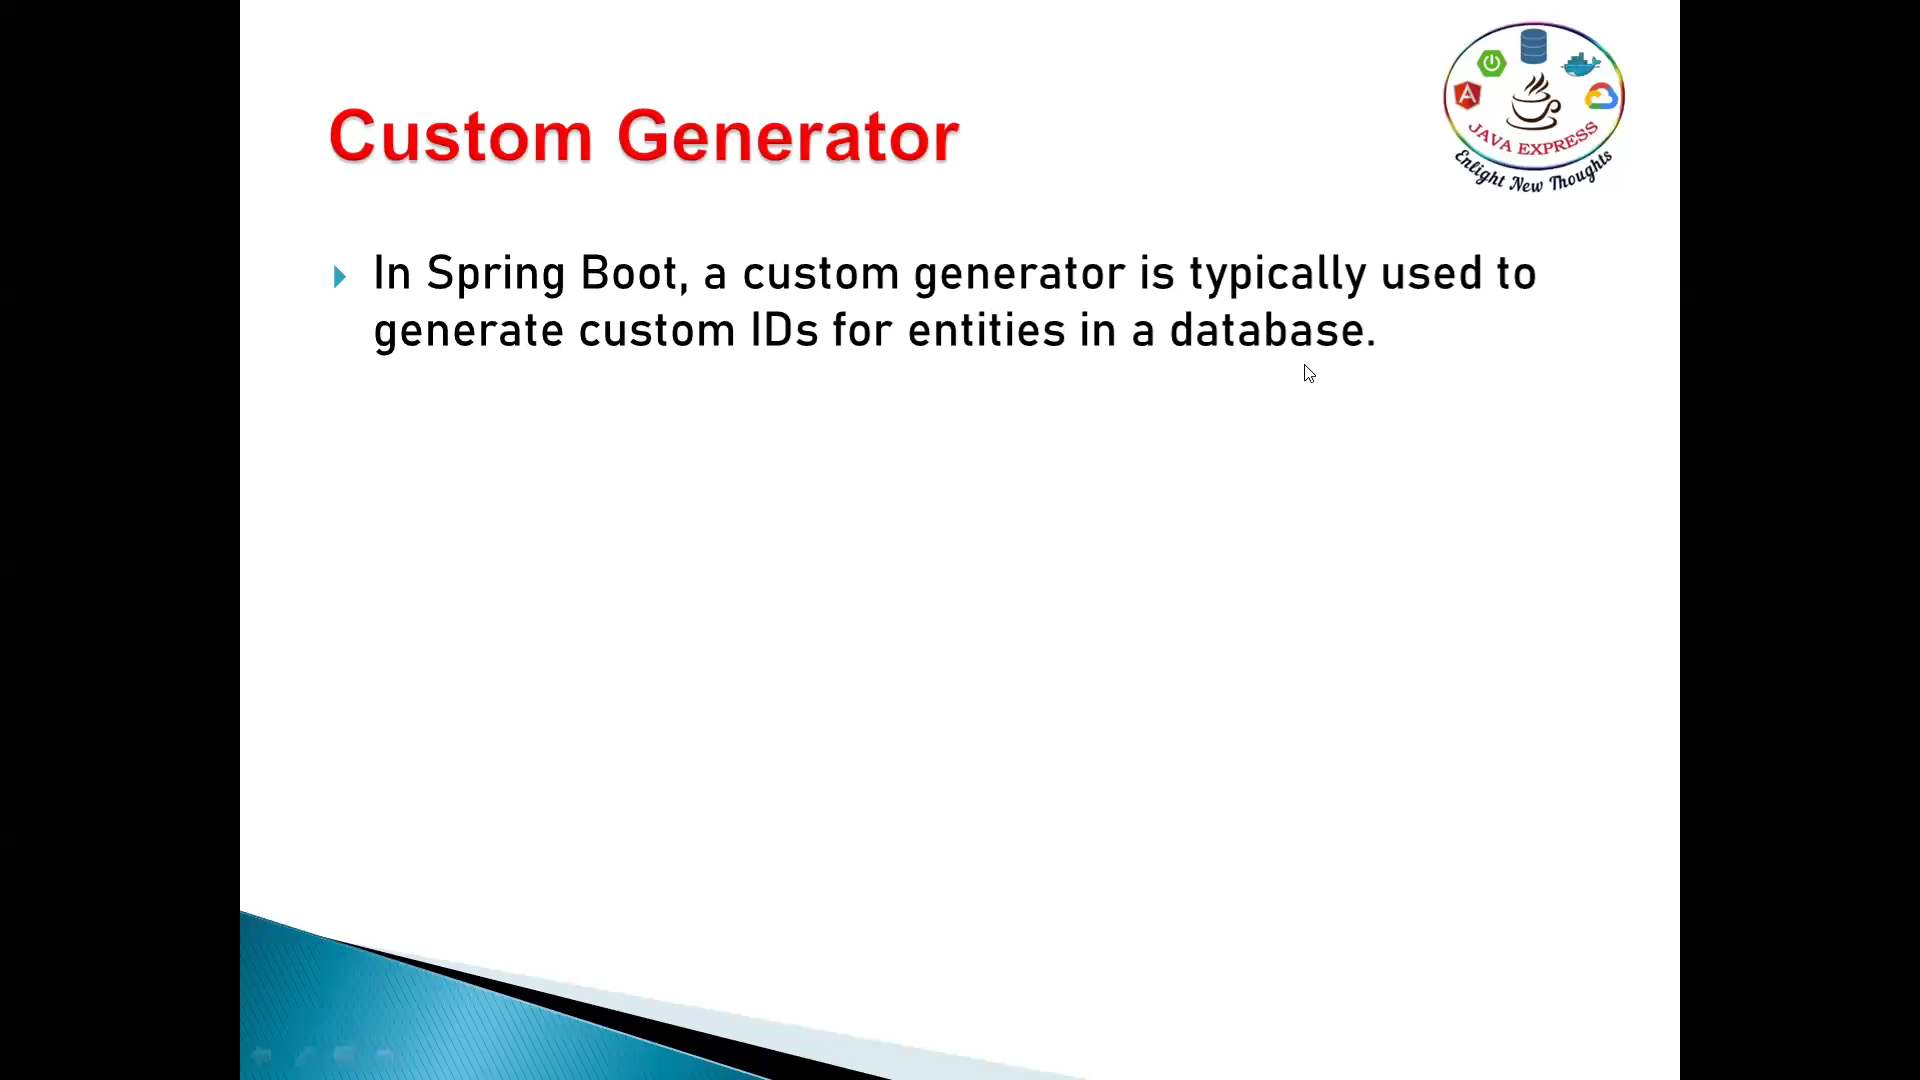 Custom Generator
JAVA EXPRESS
Enlight New Thoughts
In Spring Boot, a custom generator is typically used to
generate custom IDs for entities in a database.